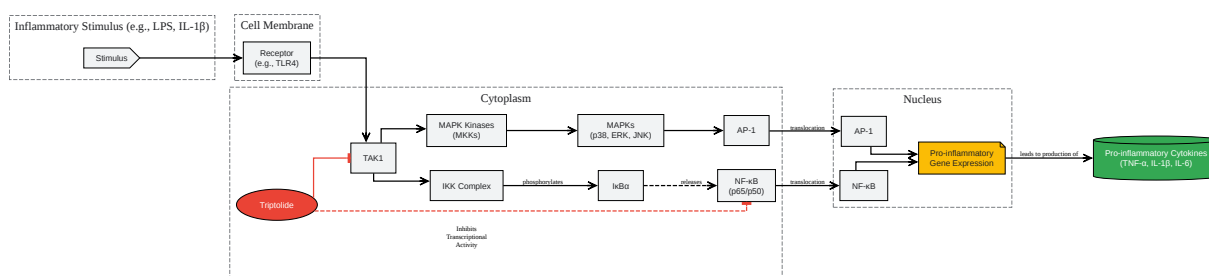 Inflammatory Stimulus (e.g., LPS, IL-1β)
Stimulus
Cell Membrane
Receptor
(e.g., TLR4)
Cytoplasm
TAK1
MAPK Kinases
(MKKs)
MAPKs
(p38, ERK, JNK)
AP-1
translocation
IKK Complex
phosphorylates
IκBα
releases
NF-κB
(p65/p50)
translocation
Triptolide
Inhibits
Transcriptional
Activity
Nucleus
AP-1
NF-κB
Pro-inflammatory
Gene Expression
leads to production of
Pro-inflammatory Cytokines
(TNF-α, IL-1β, IL-6)